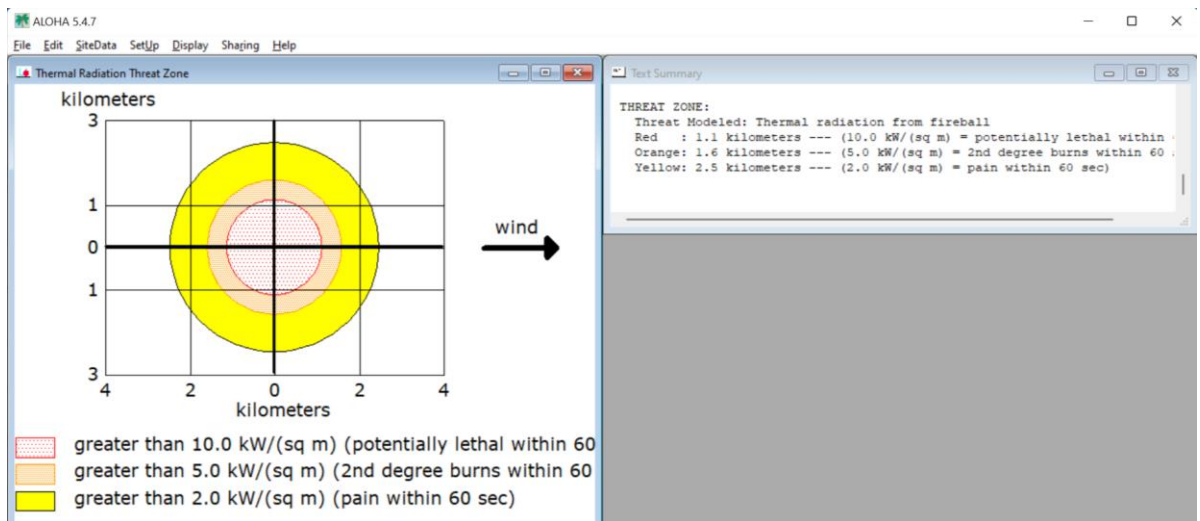 ALOHA 5.4.7
File Edit SiteData SetUp Display Sharing Help
Thermal Radiation Threat Zone
kilometers
3
1
0
1
3
4 2 0 2 4
kilometers
wind
greater than 10.0 kW/(sq m) (potentially lethal within 60
greater than 5.0 kW/(sq m) (2nd degree burns within 60
greater than 2.0 kW/(sq m) (pain within 60 sec)
Text Summary
THREAT ZONE:
Threat Modeled: Thermal radiation from fireball
Red : 1.1 kilometers --- (10.0 kW/(sq m) = potentially lethal within
Orange: 1.6 kilometers --- (5.0 kW/(sq m) = 2nd degree burns within 60
Yellow: 2.5 kilometers --- (2.0 kW/(sq m) = pain within 60 sec)